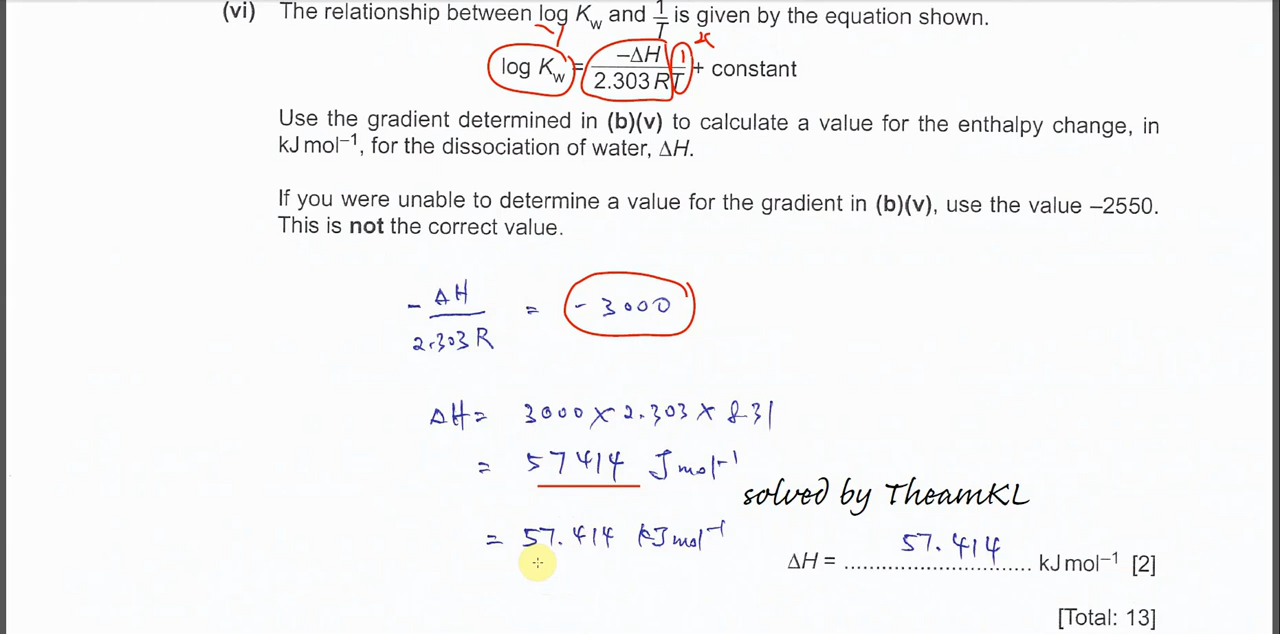 (vi) The relationship between log Kw and 1/T is given by the equation shown.
y
x
log Kw = −ΔH / 2.303 RT + constant
Use the gradient determined in (b)(v) to calculate a value for the enthalpy change, in
kJ mol−1, for the dissociation of water, ΔH.
If you were unable to determine a value for the gradient in (b)(v), use the value –2550.
This is not the correct value.
- ΔH / 2.303 R = - 3000
ΔH = 3000 × 2.303 × 8.31
= 57414 J mol-1
solved by TheamKL
= 57.414 kJ mol-1
57.414
ΔH = ............................... kJ mol−1 [2]
[Total: 13]